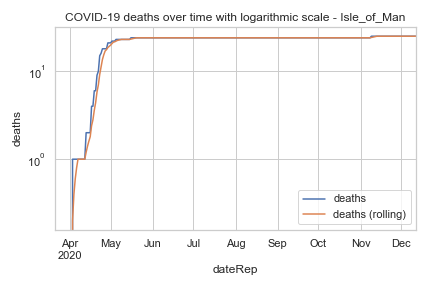 COVID-19 deaths over time with logarithmic scale - Isle_of_Man
deaths
10^1
10^0
deaths
deaths (rolling)
Apr May Jun Jul Aug Sep Oct Nov Dec
2020
dateRep